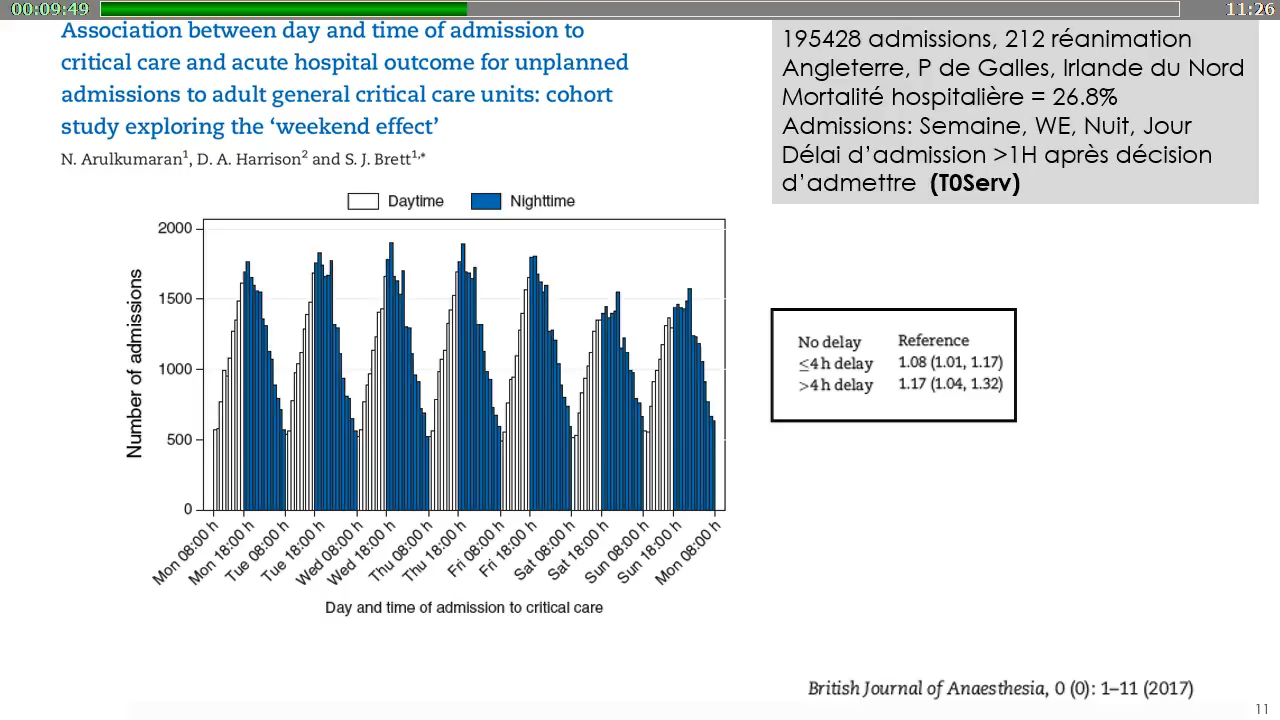 00:09:49
11:26
Association between day and time of admission to
critical care and acute hospital outcome for unplanned
admissions to adult general critical care units: cohort
study exploring the ‘weekend effect’
N. Arulkumaran1, D. A. Harrison2 and S. J. Brett1,*
195428 admissions, 212 réanimation
Angleterre, P de Galles, Irlande du Nord
Mortalité hospitalière = 26.8%
Admissions: Semaine, WE, Nuit, Jour
Délai d’admission >1H après décision
d’admettre (T0Serv)
Daytime
Nighttime
Number of admissions
2000
1500
1000
500
0
Mon 08:00 h
Mon 18:00 h
Tue 08:00 h
Tue 18:00 h
Wed 08:00 h
Wed 18:00 h
Thu 08:00 h
Thu 18:00 h
Fri 08:00 h
Fri 18:00 h
Sat 08:00 h
Sat 18:00 h
Sun 08:00 h
Sun 18:00 h
Mon 08:00 h
Day and time of admission to critical care
No delay Reference
≤4 h delay 1.08 (1.01, 1.17)
>4 h delay 1.17 (1.04, 1.32)
British Journal of Anaesthesia, 0 (0): 1–11 (2017)
11